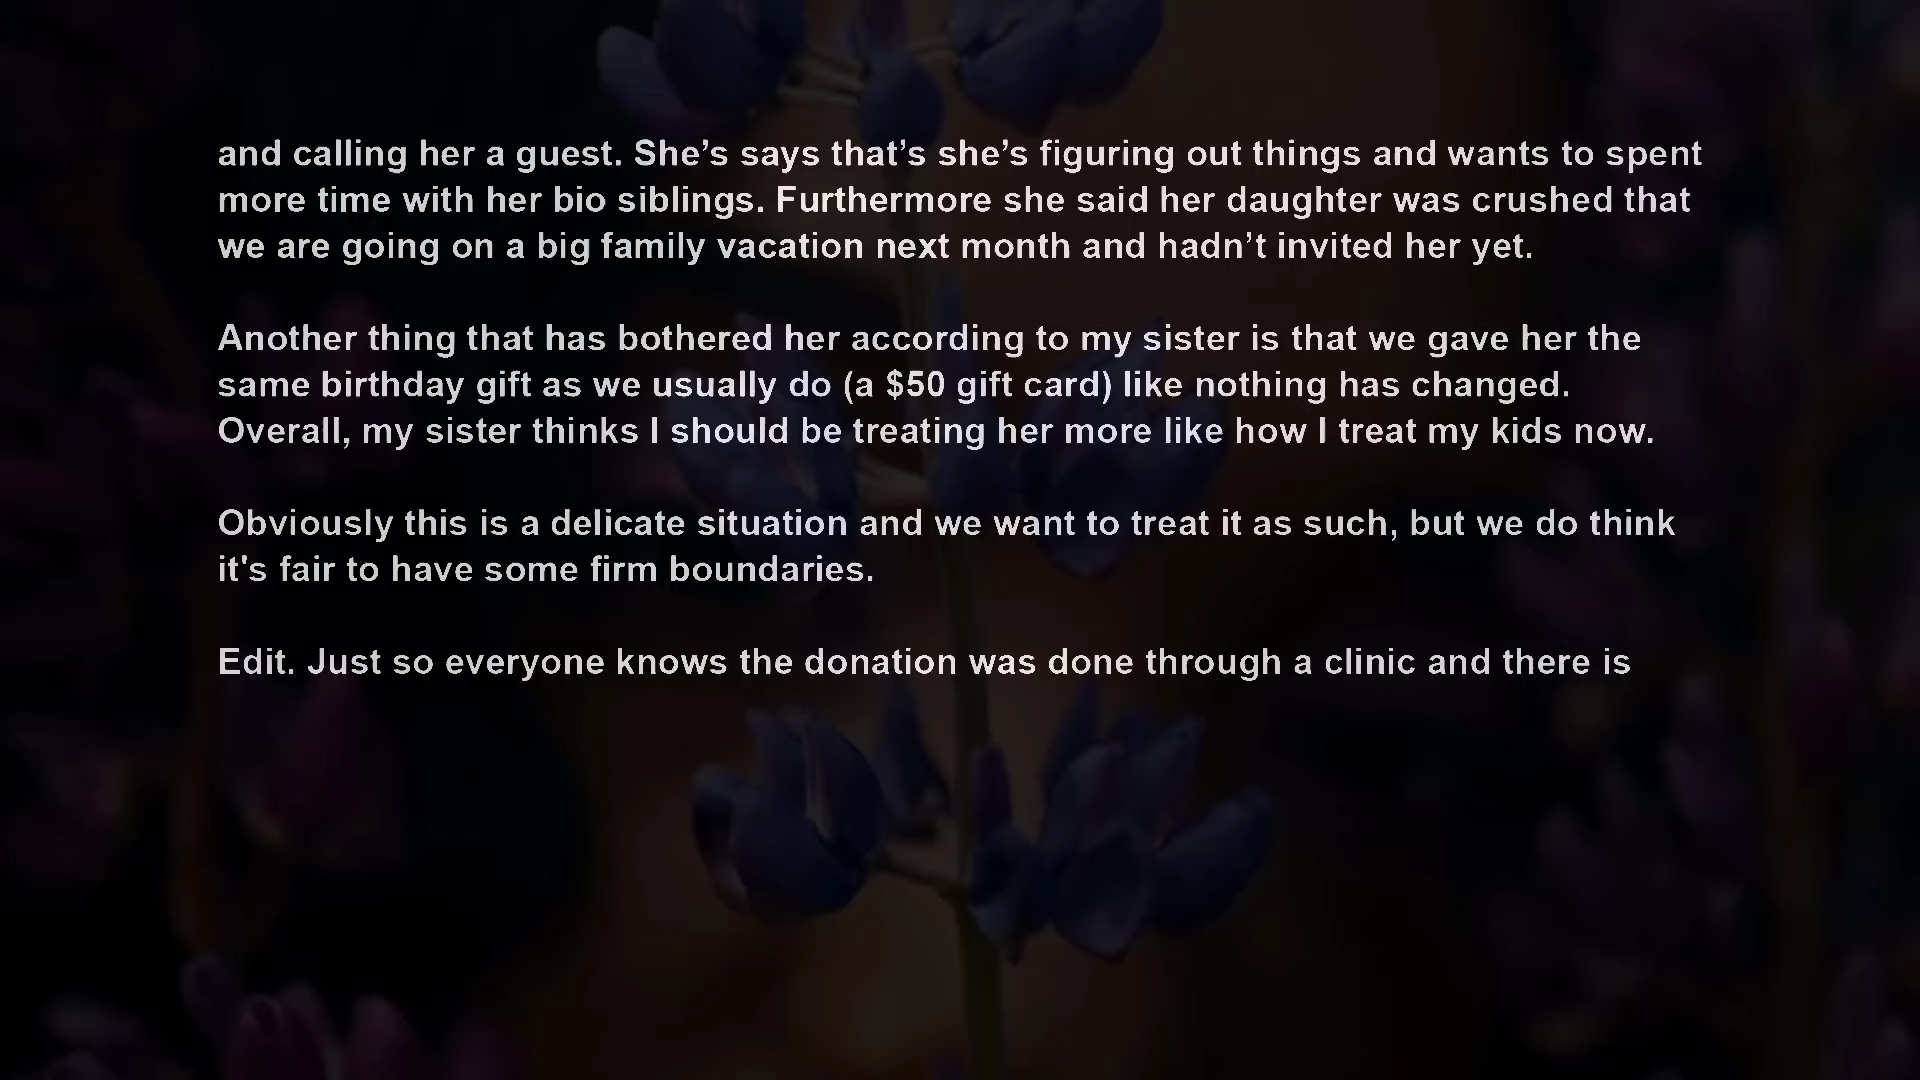 and calling her a guest. She’s says that’s she’s figuring out things and wants to spent
more time with her bio siblings. Furthermore she said her daughter was crushed that
we are going on a big family vacation next month and hadn’t invited her yet.
Another thing that has bothered her according to my sister is that we gave her the
same birthday gift as we usually do (a $50 gift card) like nothing has changed.
Overall, my sister thinks I should be treating her more like how I treat my kids now.
Obviously this is a delicate situation and we want to treat it as such, but we do think
it's fair to have some firm boundaries.
Edit. Just so everyone knows the donation was done through a clinic and there is